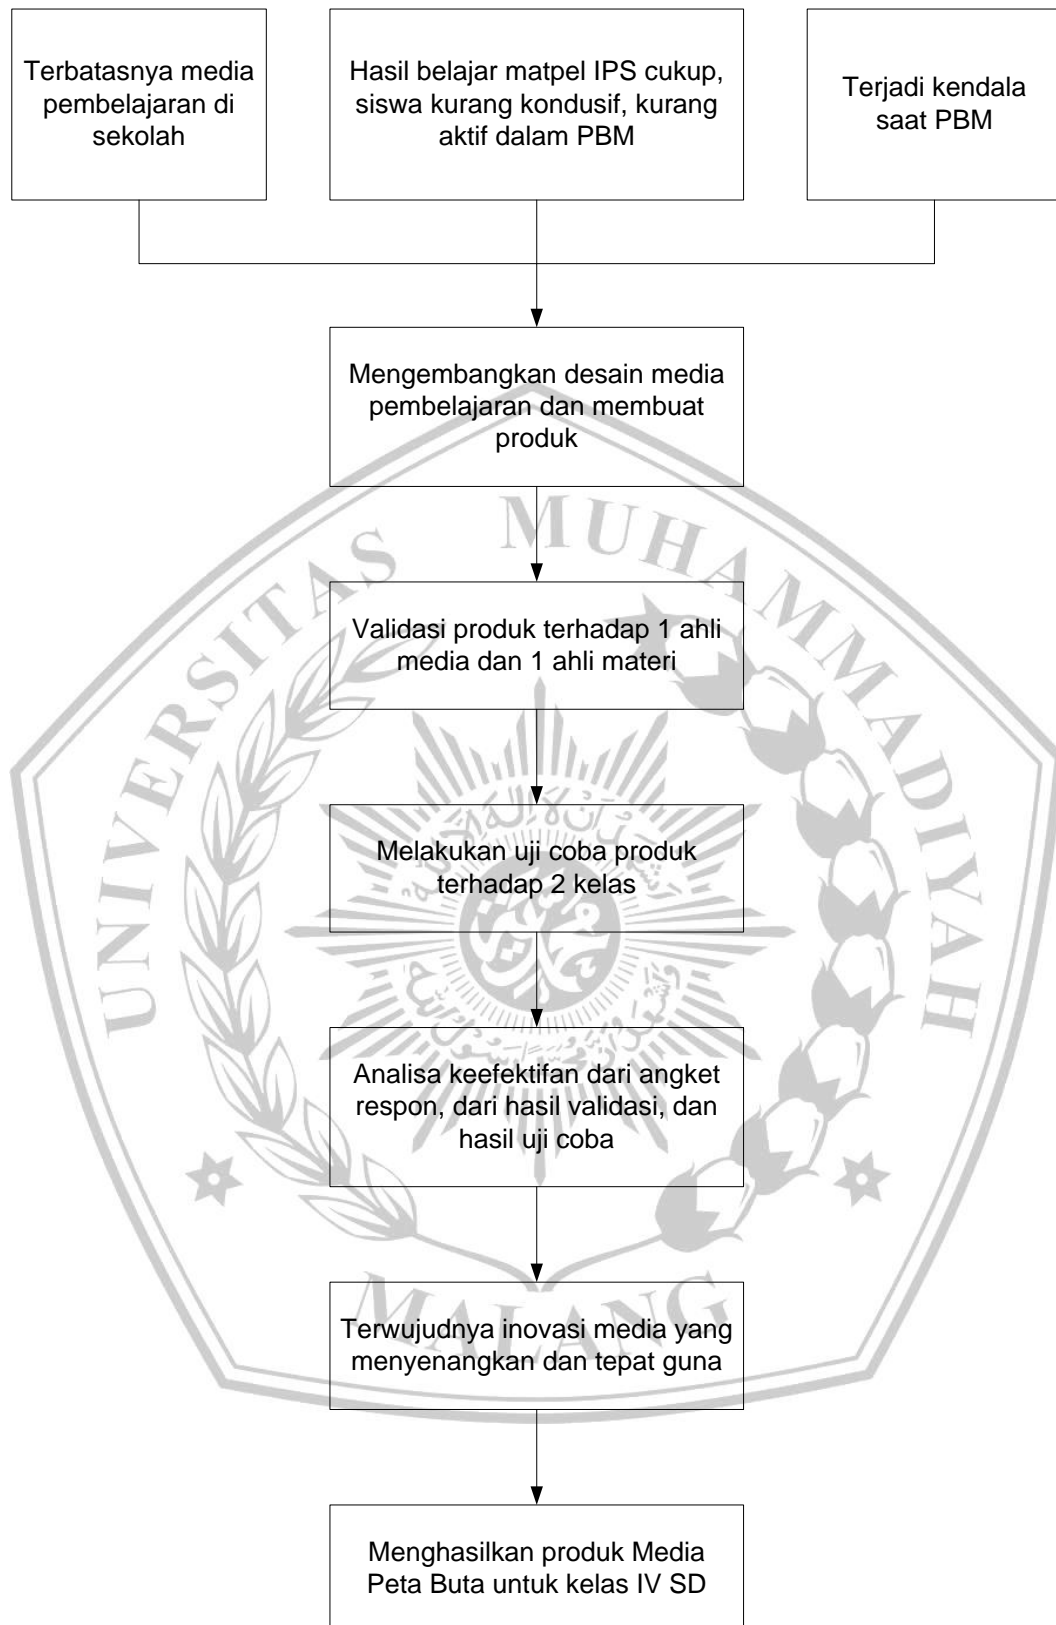 Terbatasnya media
pembelajaran di
sekolah
Hasil belajar matpel IPS cukup,
siswa kurang kondusif, kurang
aktif dalam PBM
Terjadi kendala
saat PBM
Mengembangkan desain media
pembelajaran dan membuat
produk
UNIVERSITAS MUHAMMADIYAH
Validasi produk terhadap 1 ahli
media dan 1 ahli materi
Melakukan uji coba produk
terhadap 2 kelas
Analisa keefektifan dari angket
respon, dari hasil validasi, dan
hasil uji coba
MALANG
Terwujudnya inovasi media yang
menyenangkan dan tepat guna
Menghasilkan produk Media
Peta Buta untuk kelas IV SD